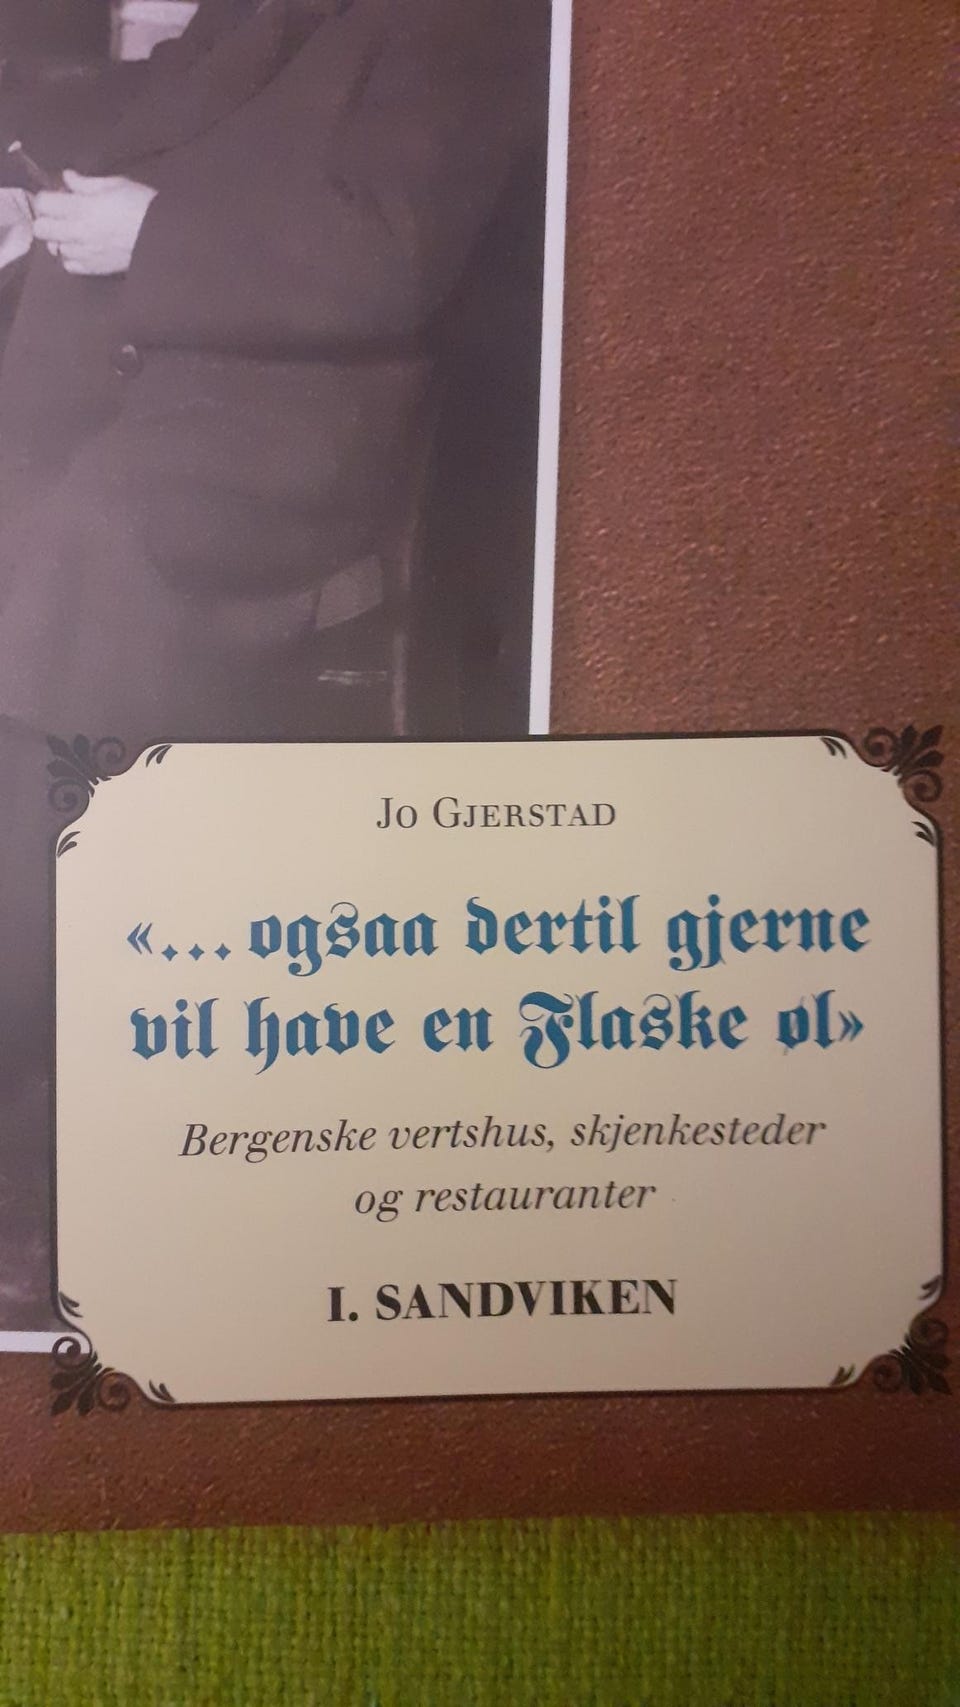 Jo Gjerstad
«... ogsaa dertil gjerne
vil have en Flaske øl»
Bergenske vertshus, skjenkesteder
og restauranter
I. SANDVIKEN